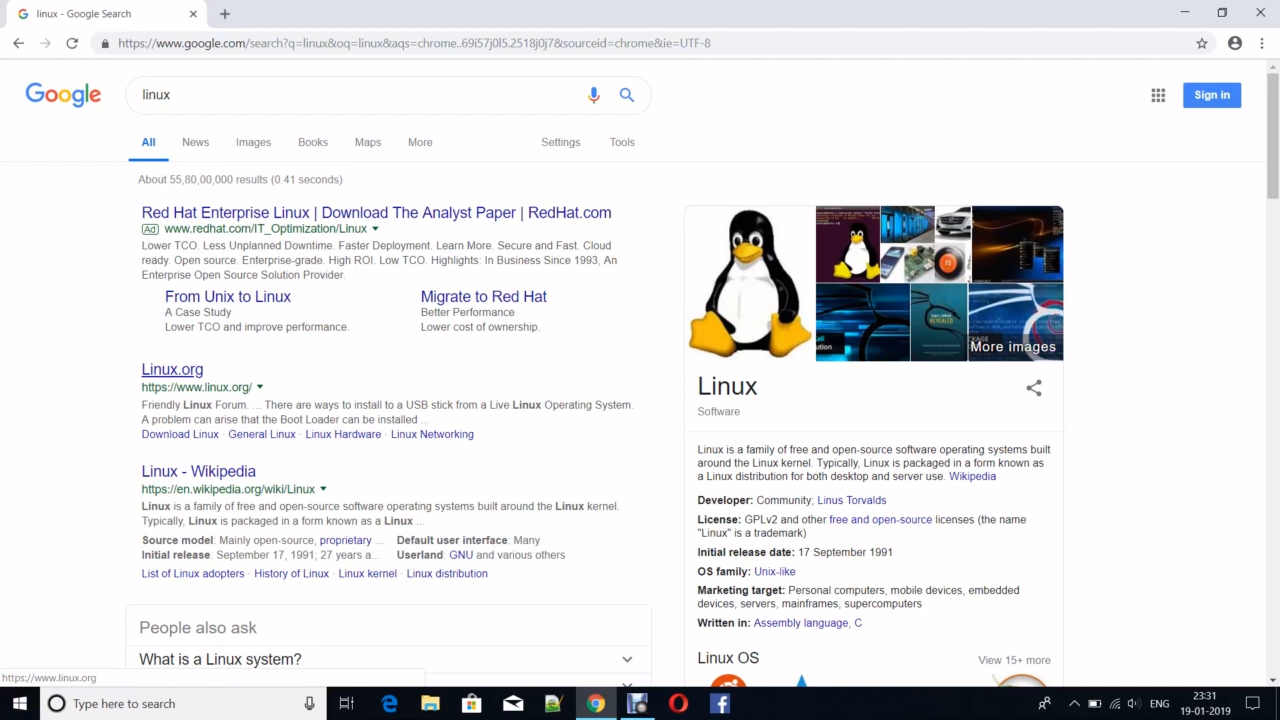 linux - Google Search
https://www.google.com/search?q=linux&oq=linux&aqs=chrome..69i57j0l5.2518j0j7&sourceid=chrome&ie=UTF-8
Google
linux
Sign in
All News Images Books Maps More Settings Tools
About 55,80,00,000 results (0.41 seconds)
Red Hat Enterprise Linux | Download The Analyst Paper | RedHat.com
Ad www.redhat.com/IT_Optimization/Linux
Lower TCO. Less Unplanned Downtime. Faster Deployment. Learn More. Secure and Fast. Cloud
ready. Open source. Enterprise-grade. High ROI. Low TCO. Highlights: In Business Since 1993, An
Enterprise Open Source Solution Provider.
From Unix to Linux
A Case Study
Lower TCO and improve performance.
Migrate to Red Hat
Better Performance
Lower cost of ownership.
Linux.org
https://www.linux.org/
Friendly Linux Forum. ... There are ways to install to a USB stick from a Live Linux Operating System.
A problem can arise that the Boot Loader can be installed ...
Download Linux · General Linux · Linux Hardware · Linux Networking
Linux - Wikipedia
https://en.wikipedia.org/wiki/Linux
Linux is a family of free and open-source software operating systems built around the Linux kernel.
Typically, Linux is packaged in a form known as a Linux ...
Source model: Mainly open-source, proprietary ... Default user interface: Many
Initial release: September 17, 1991; 27 years a... Userland: GNU and various others
List of Linux adopters · History of Linux · Linux kernel · Linux distribution
People also ask
What is a Linux system?
More images
Linux
Software
Linux is a family of free and open-source software operating systems built
around the Linux kernel. Typically, Linux is packaged in a form known as
a Linux distribution for both desktop and server use. Wikipedia
Developer: Community; Linus Torvalds
License: GPLv2 and other free and open-source licenses (the name
"Linux" is a trademark)
Initial release date: 17 September 1991
OS family: Unix-like
Marketing target: Personal computers, mobile devices, embedded
devices, servers, mainframes, supercomputers
Written in: Assembly language, C
Linux OS
View 15+ more
https://www.linux.org
Type here to search
ENG
23:31
19-01-2019